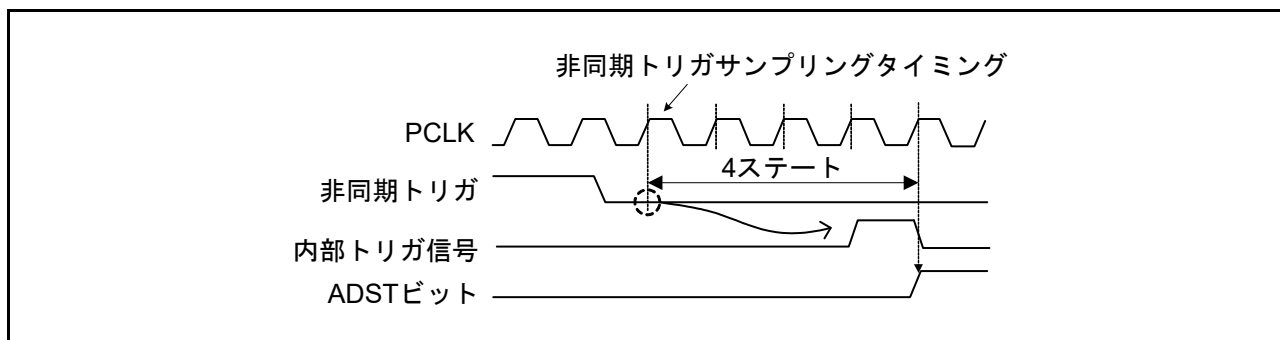 非同期トリガサンプリングタイミング
PCLK
4ステート
非同期トリガ
内部トリガ信号
ADSTビット